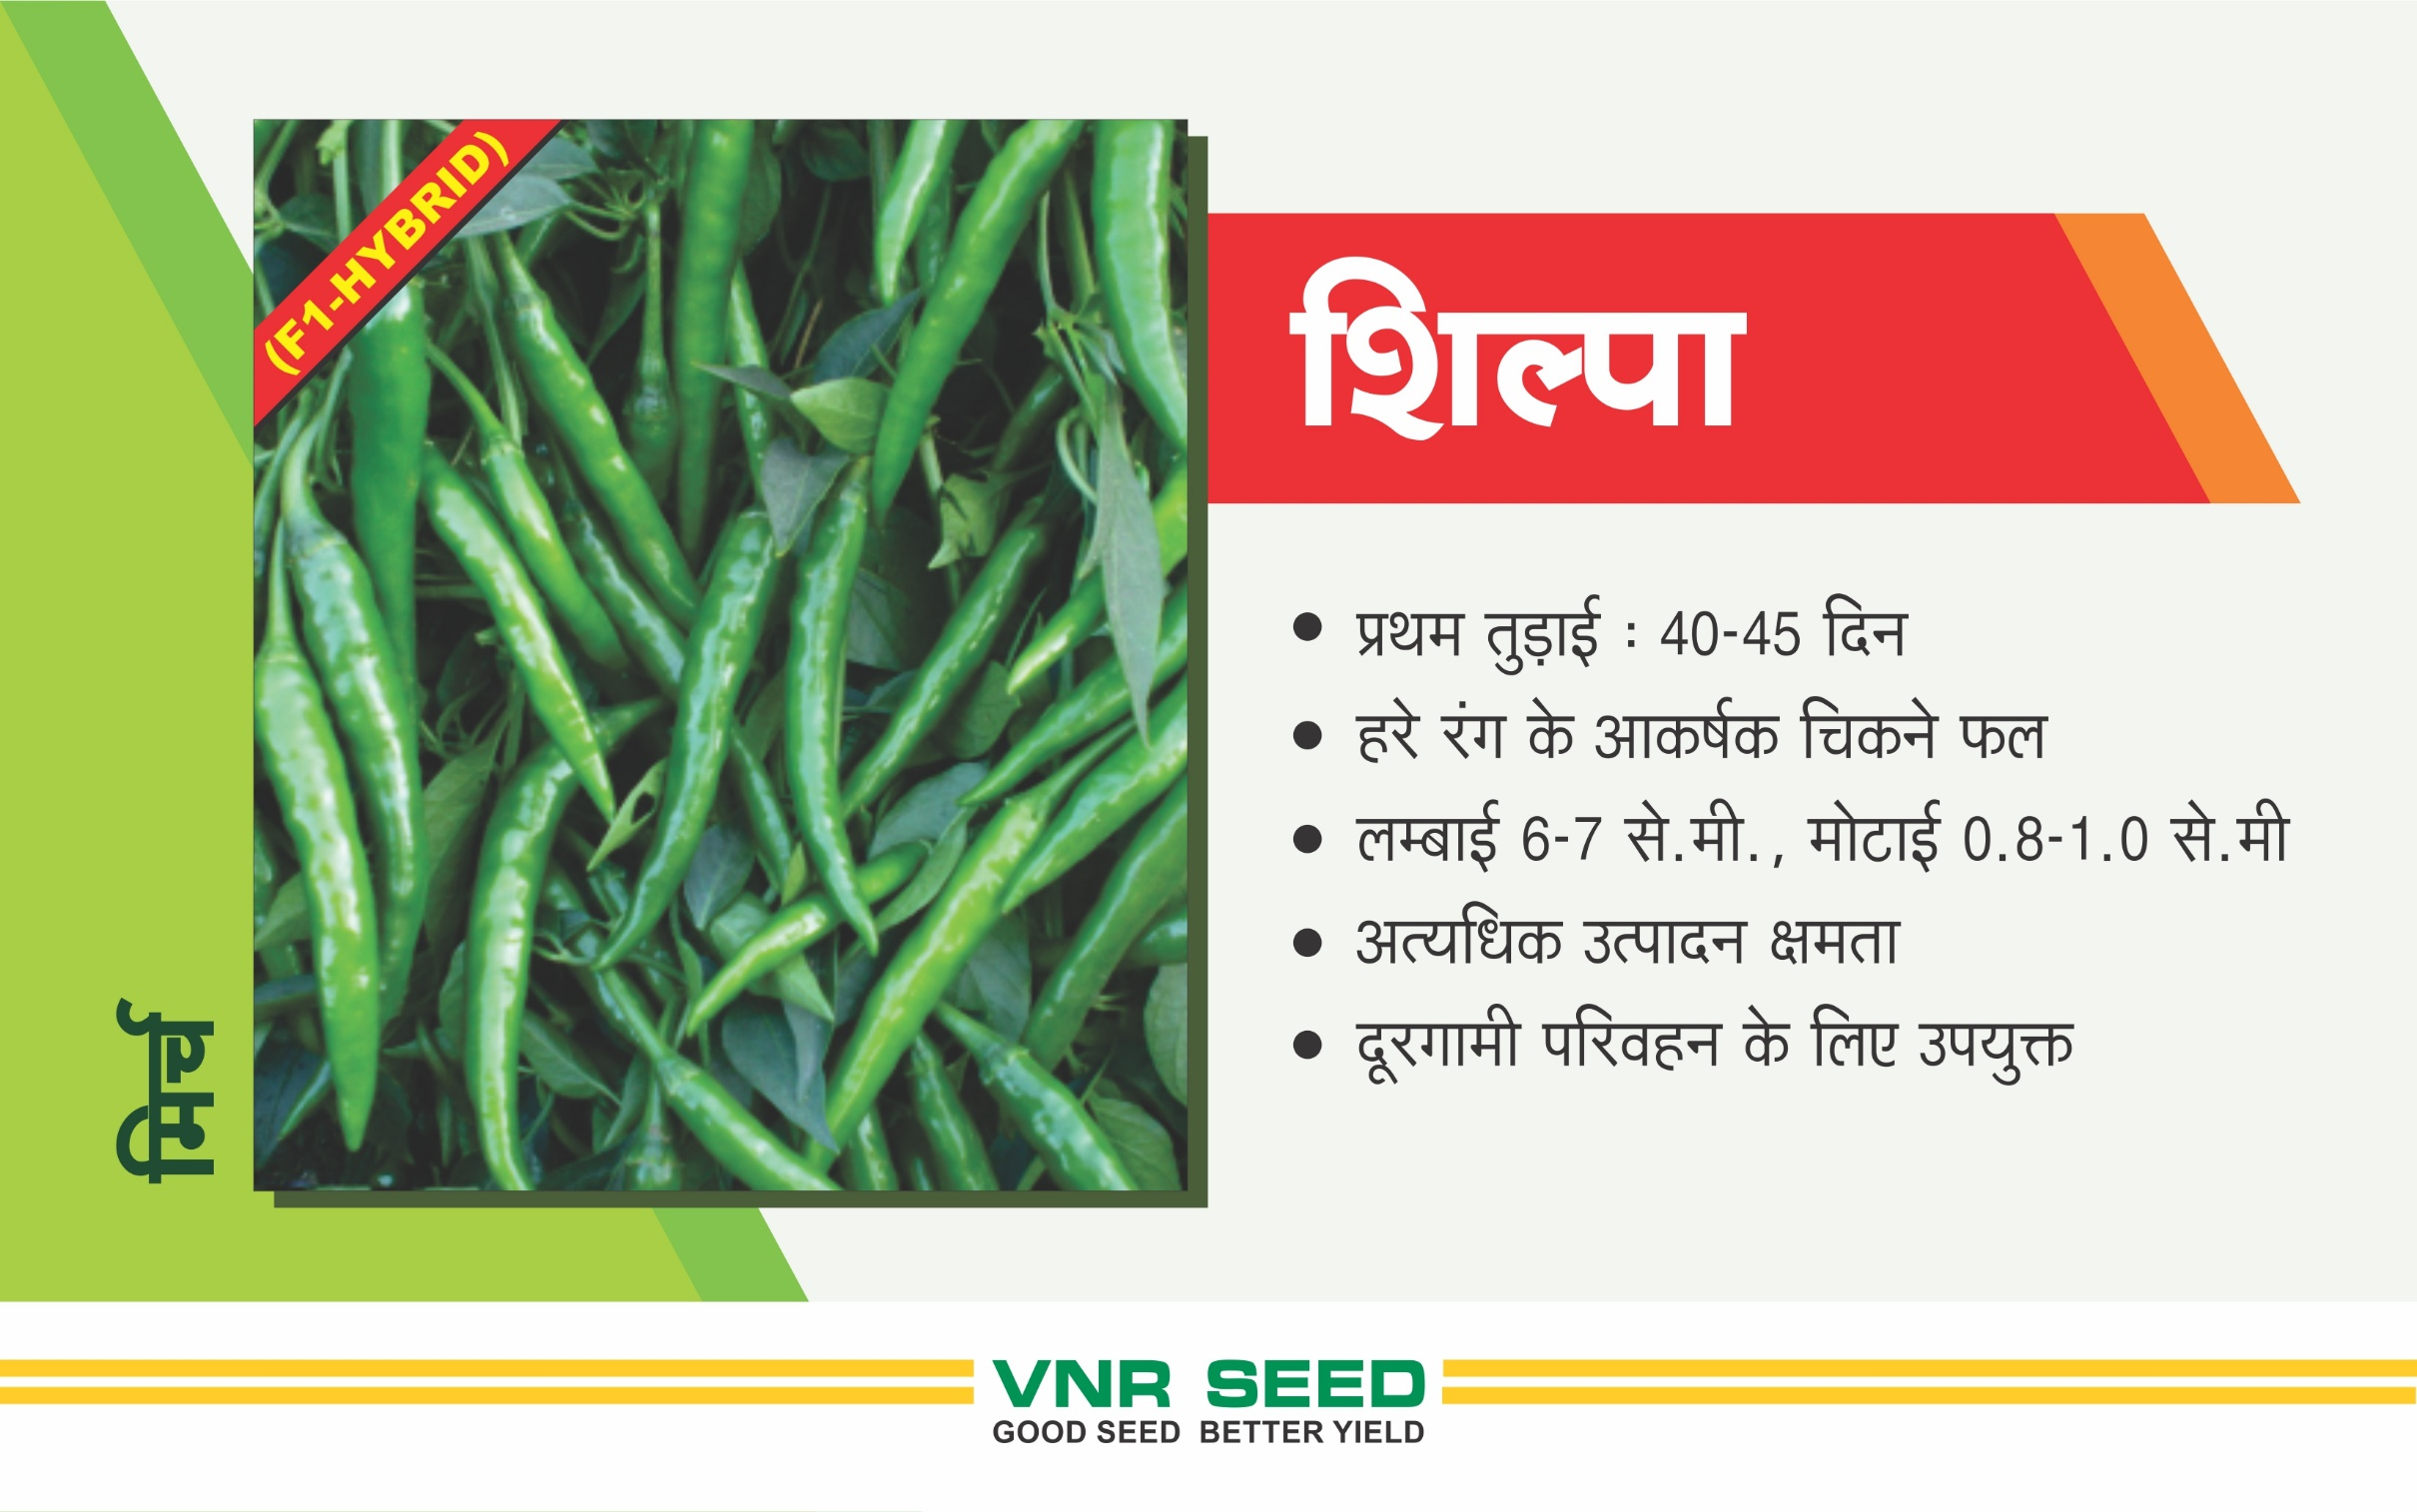 (F1-HYBRID)
शिल्पा
● प्रथम तुड़ाई : 40-45 दिन
● हरे रंग के आकर्षक चिकने फल
● लम्बाई 6-7 से.मी., मोटाई 0.8-1.0 से.मी
● अत्यधिक उत्पादन क्षमता
● दूरगामी परिवहन के लिए उपयुक्त
मिर्च
VNR SEED
GOOD SEED BETTER YIELD